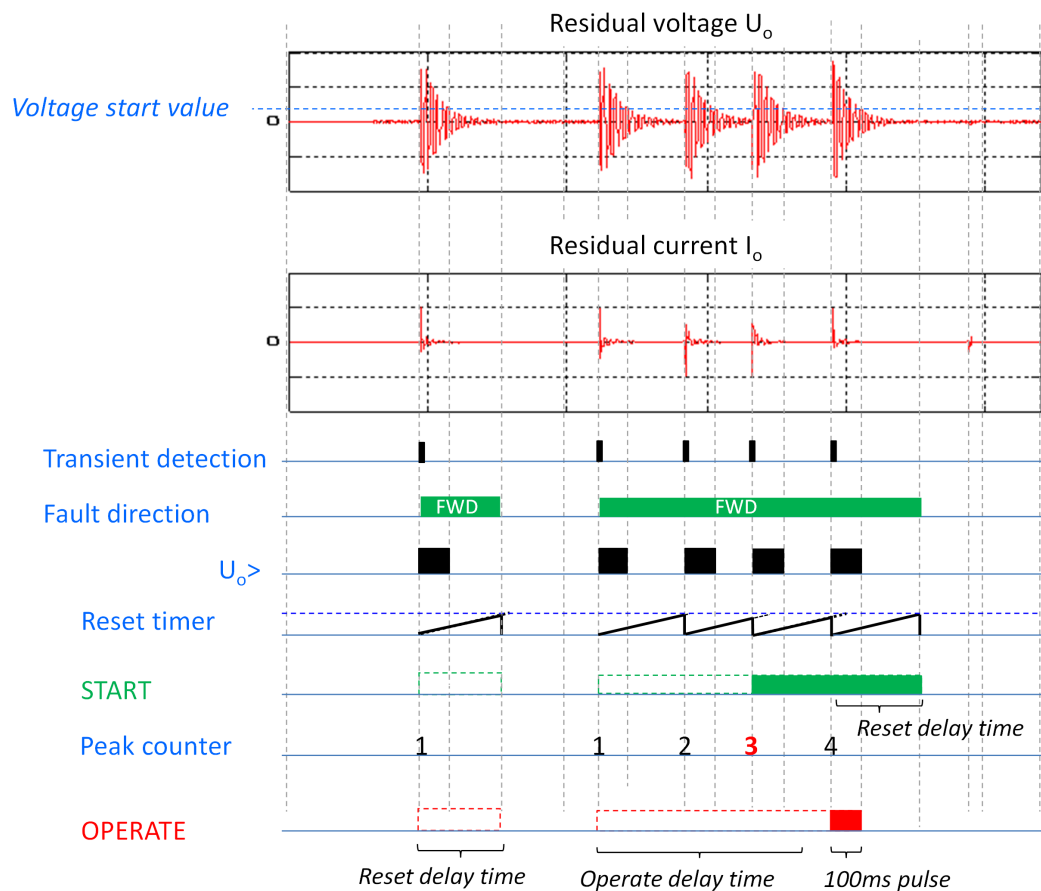 Residual voltage Uₒ
Voltage start value
0
Residual current Iₒ
0
Transient detection
Fault direction
FWD
FWD
Uₒ>
Reset timer
START
Reset delay time
Peak counter
1
1
2
3
4
OPERATE
Reset delay time
Operate delay time
100ms pulse